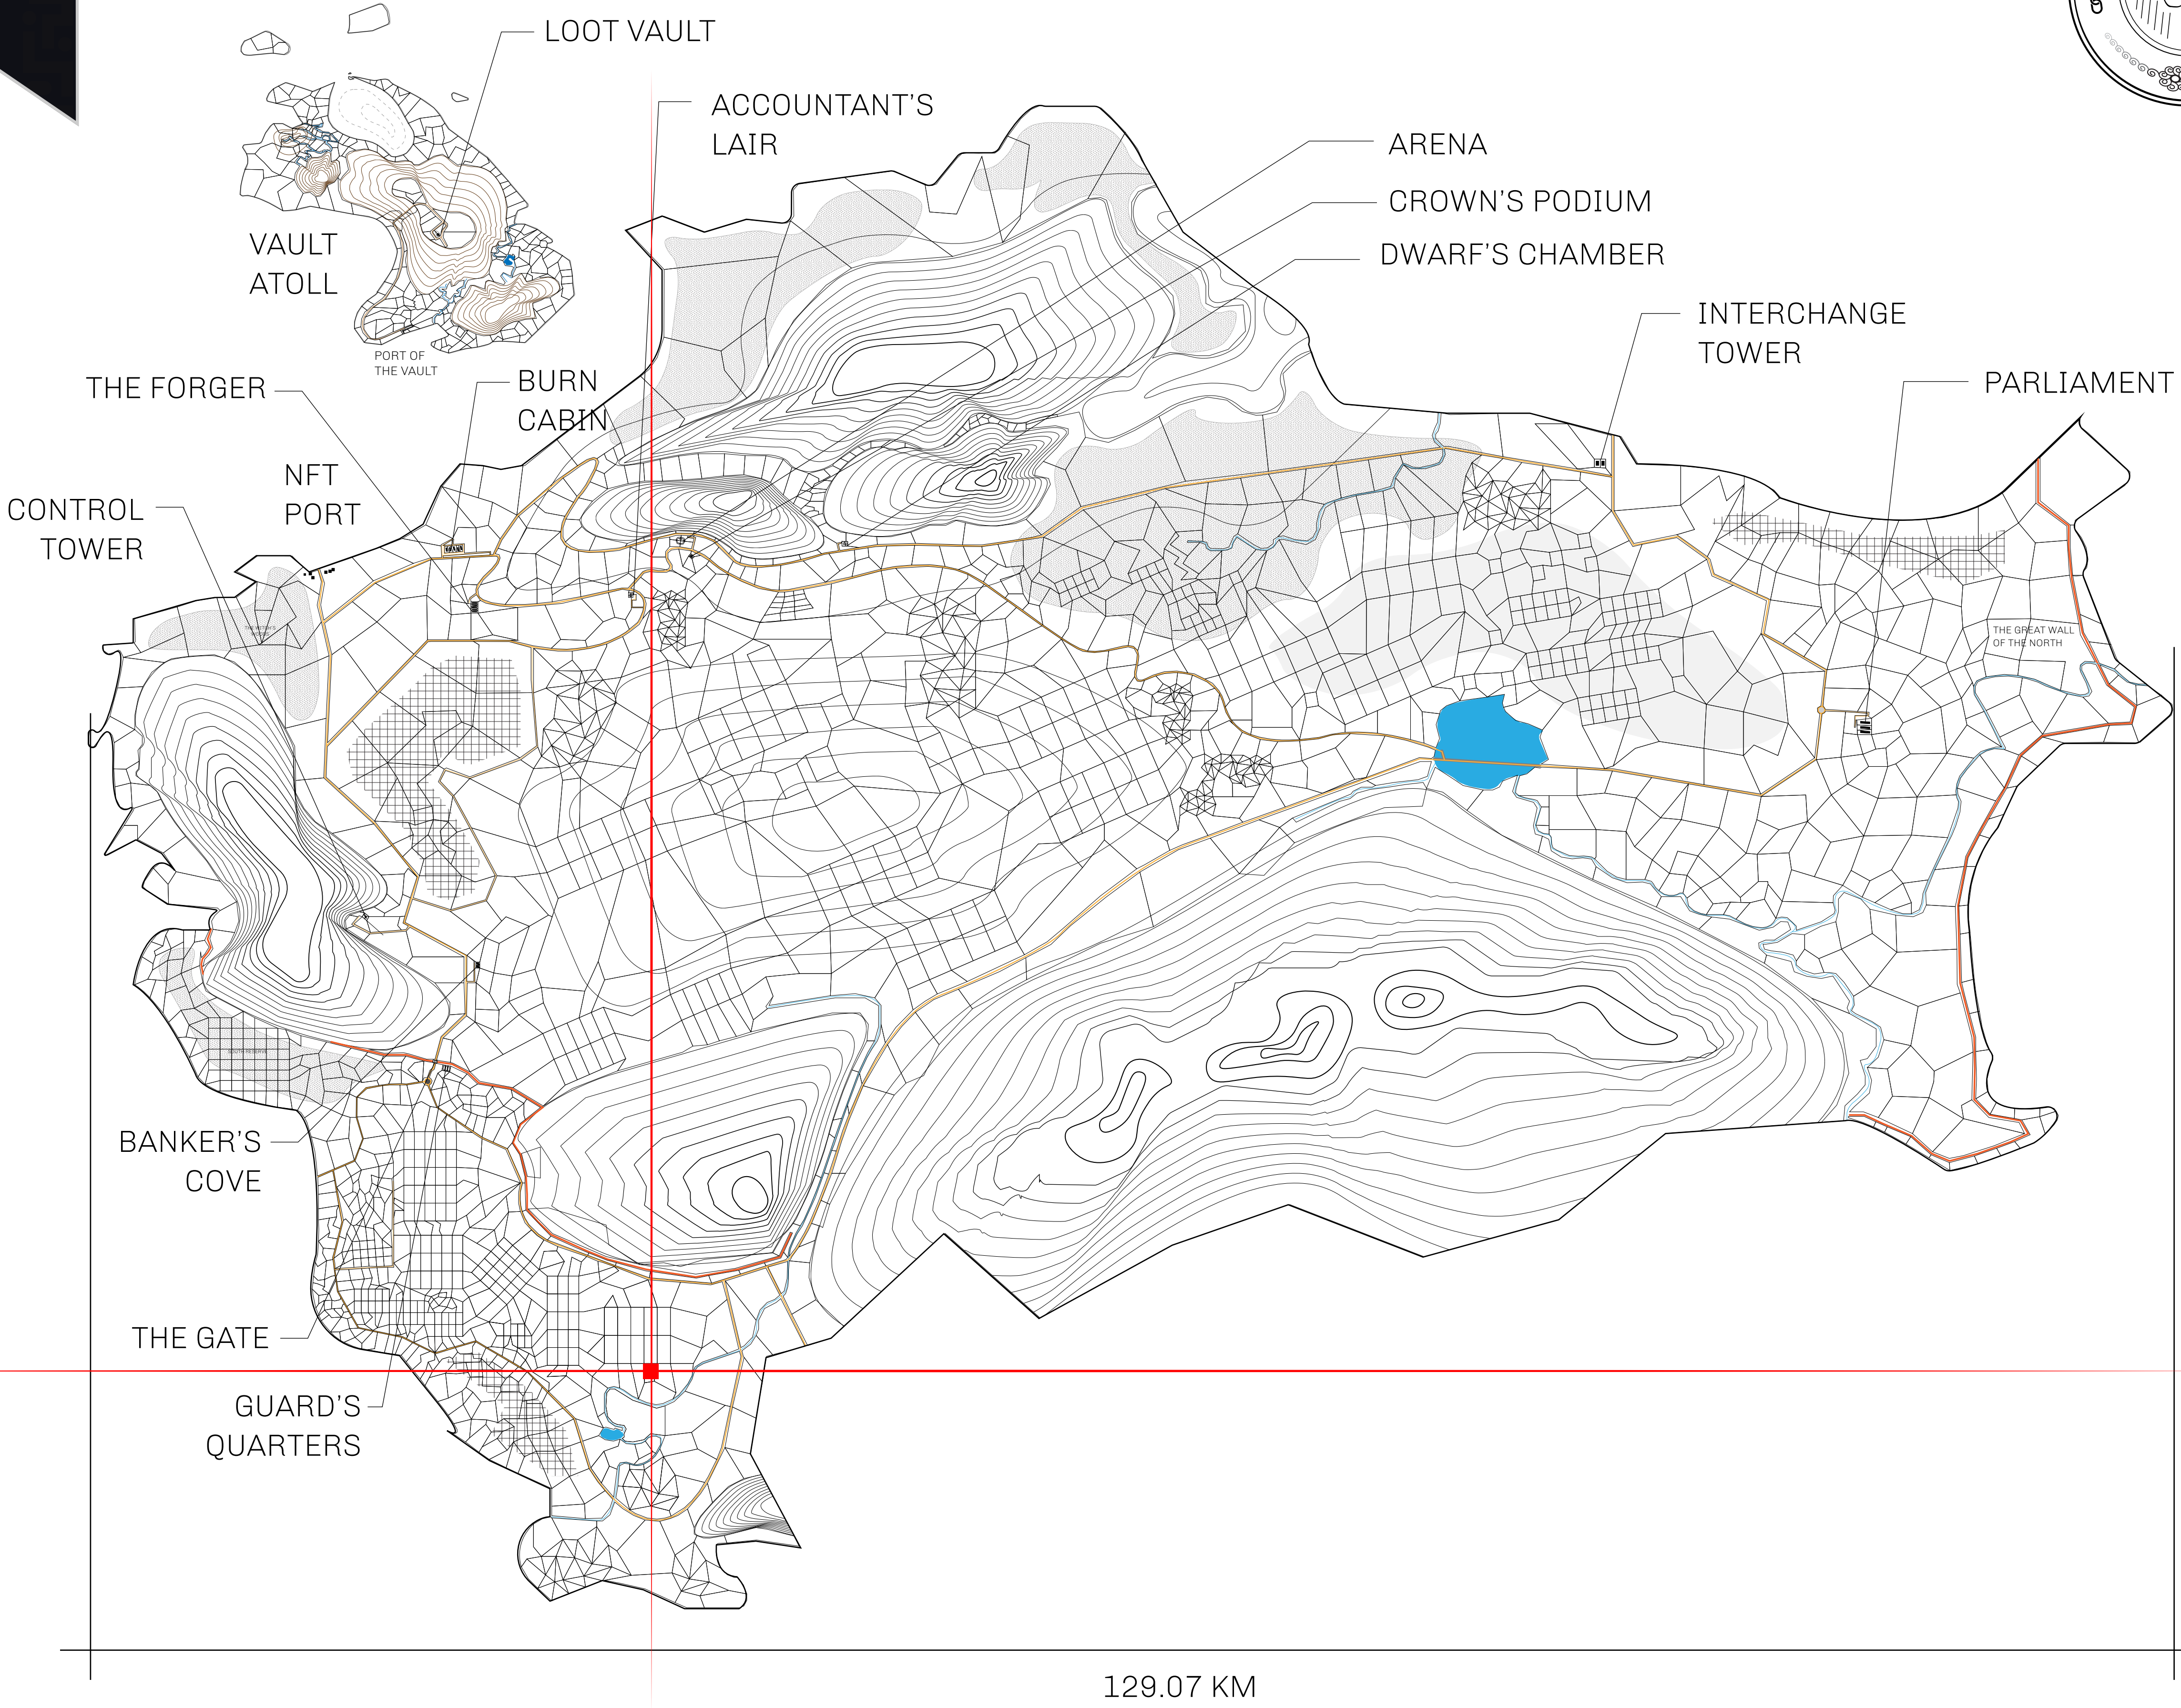 LOOT VAULT
ACCOUNTANT'S
LAIR
ARENA
CROWN'S PODIUM
DWARF'S CHAMBER
VAULT
ATOLL
PORT OF
THE VAULT
INTERCHANGE
TOWER
PARLIAMENT
THE FORGER
BURN
CABIN
NFT
PORT
CONTROL
TOWER
THE GREAT WALL
OF THE NORTH
SOUTH RESERVE
BANKER'S
COVE
THE GATE
GUARD'S
QUARTERS
129.07 KM